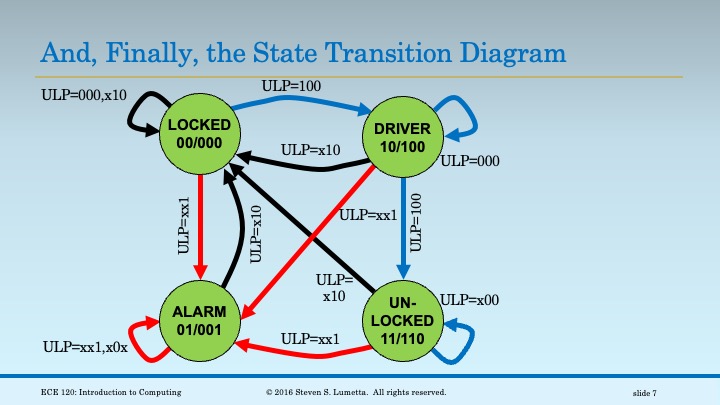 And, Finally, the State Transition Diagram
ULP=000,x10
ULP=100
LOCKED
00/000
DRIVER
10/100
ULP=x10
ULP=000
ULP=xx1
ULP=x10
ULP=xx1
ULP=100
ULP=
x10
ULP=x00
ALARM
01/001
UN-
LOCKED
11/110
ULP=xx1,x0x
ULP=xx1
ECE 120: Introduction to Computing
© 2016 Steven S. Lumetta. All rights reserved.
slide 7